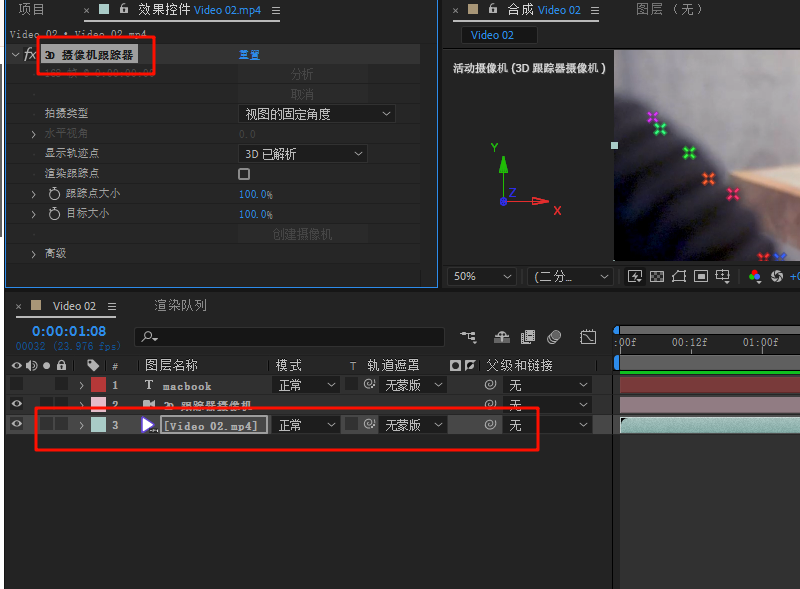 项目
× 效果控件 Video 02.mp4 ≡
Video 02 • Video 02.mp4
fx 3D 摄像机跟踪器 重置
分析
取消
拍摄类型 视图的固定角度
水平视角 0.0
显示轨迹点 3D 已解析
渲染跟踪点
跟踪点大小 100.0%
目标大小 100.0%
创建摄像机
高级
× 合成 Video 02 ≡ 图层 (无)
Video 02
活动摄像机 (3D 跟踪器摄像机)
Y
Z
X
50% (二分... +0
× Video 02 ≡ 渲染队列
0:00:01:08
00032 (23.976 fps)
:00f 00:12f 01:00f
# 图层名称 模式 T 轨道遮罩 父级和链接
1 T macbook 正常 无蒙版 无
2 3D 跟踪器摄像机 无
3 [Video 02.mp4] 正常 无蒙版 无